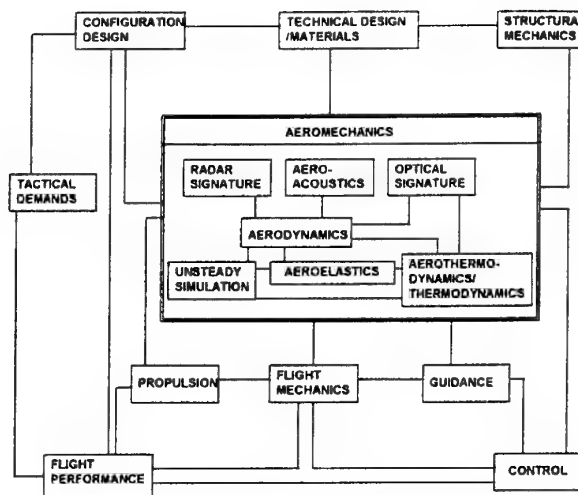 CONFIGURATION
DESIGN
TECHNICAL DESIGN
/MATERIALS
STRUCTURA
MECHANICS
AEROMECHANICS
RADAR
SIGNATURE
AERO-
ACOUSTICS
OPTICAL
SIGNATURE
TACTICAL
DEMANDS
AERODYNAMICS
UNSTEADY
SIMULATION
AEROELASTICS
AEROTHERMO-
DYNAMICS/
THERMODYNAMICS
PROPULSION
FLIGHT
MECHANICS
GUIDANCE
FLIGHT
PERFORMANCE
CONTROL